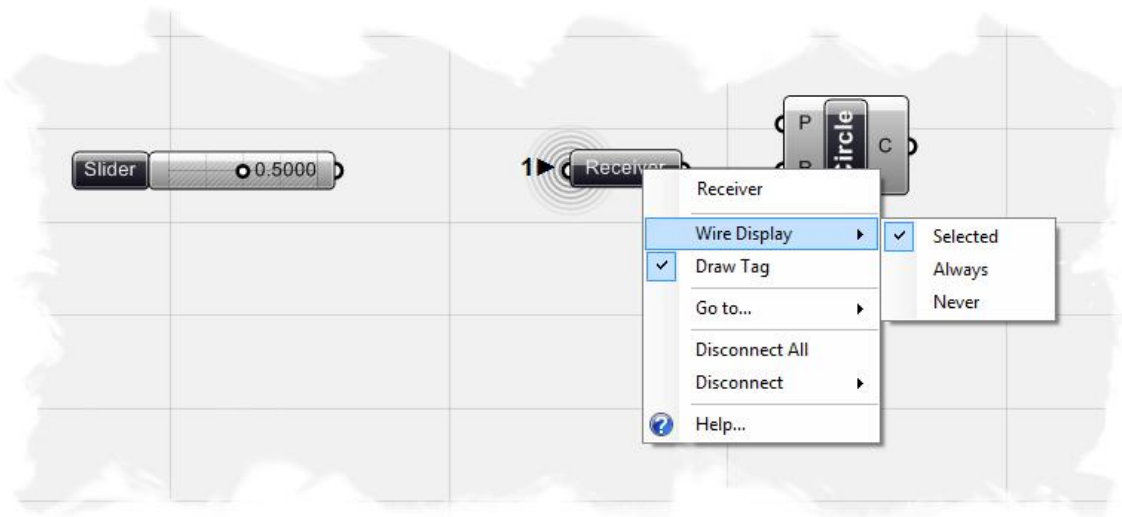 P
Circle
C
R
Slider
0.5000
1
Receiver
Receiver
Wire Display
Draw Tag
Go to...
Disconnect All
Disconnect
Help...
Selected
Always
Never